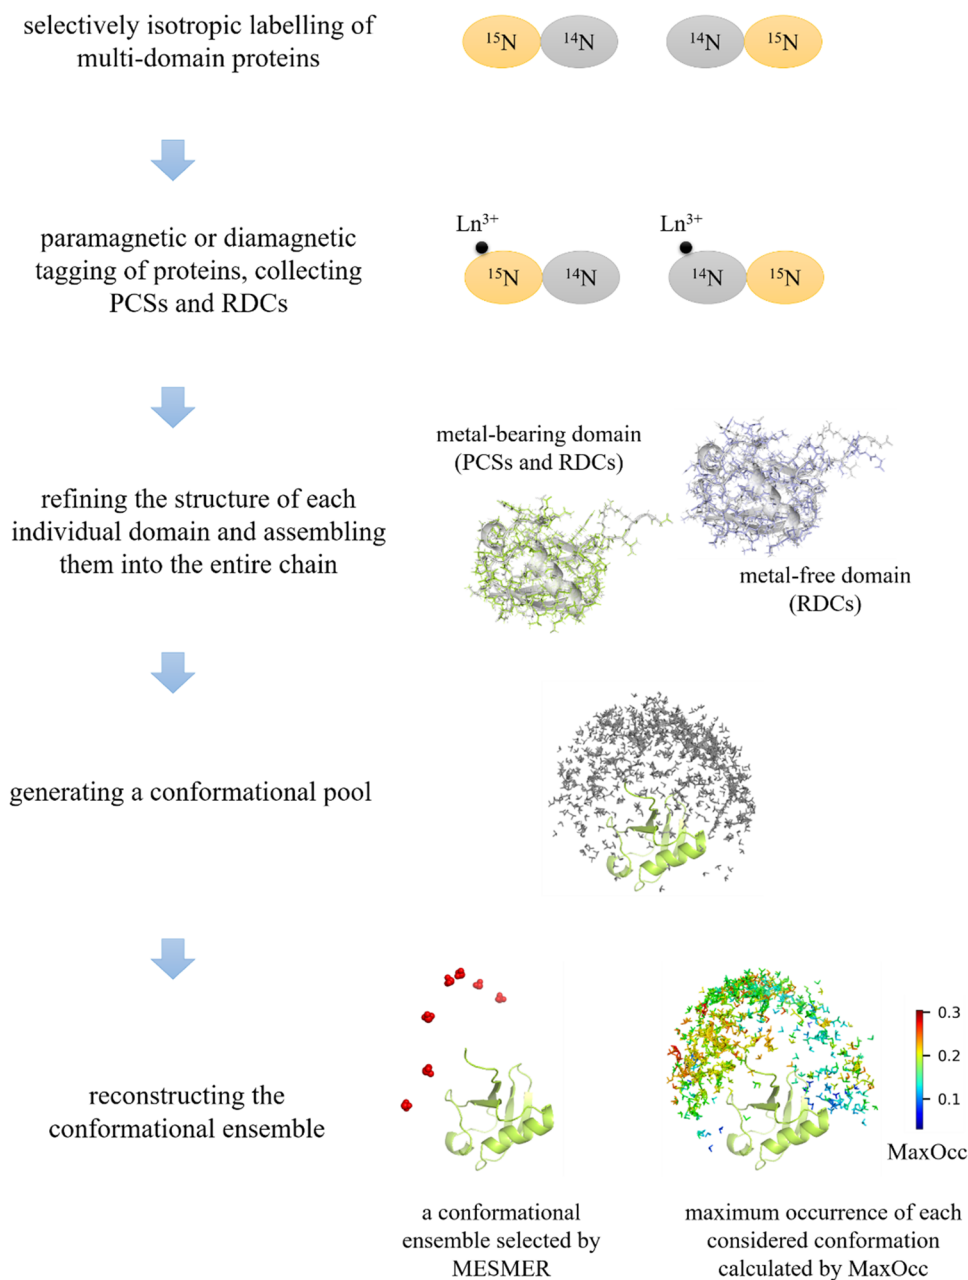 selectively isotropic labelling of
multi-domain proteins
¹⁵N ¹⁴N ¹⁴N ¹⁵N
paramagnetic or diamagnetic
tagging of proteins, collecting
PCSs and RDCs
Ln³⁺ Ln³⁺
¹⁵N ¹⁴N ¹⁴N ¹⁵N
refining the structure of each
individual domain and assembling
them into the entire chain
metal-bearing domain
(PCSs and RDCs)
metal-free domain
(RDCs)
generating a conformational pool
reconstructing the
conformational ensemble
0.3
0.2
0.1
MaxOcc
a conformational
ensemble selected by
MESMER
maximum occurrence of each
considered conformation
calculated by MaxOcc